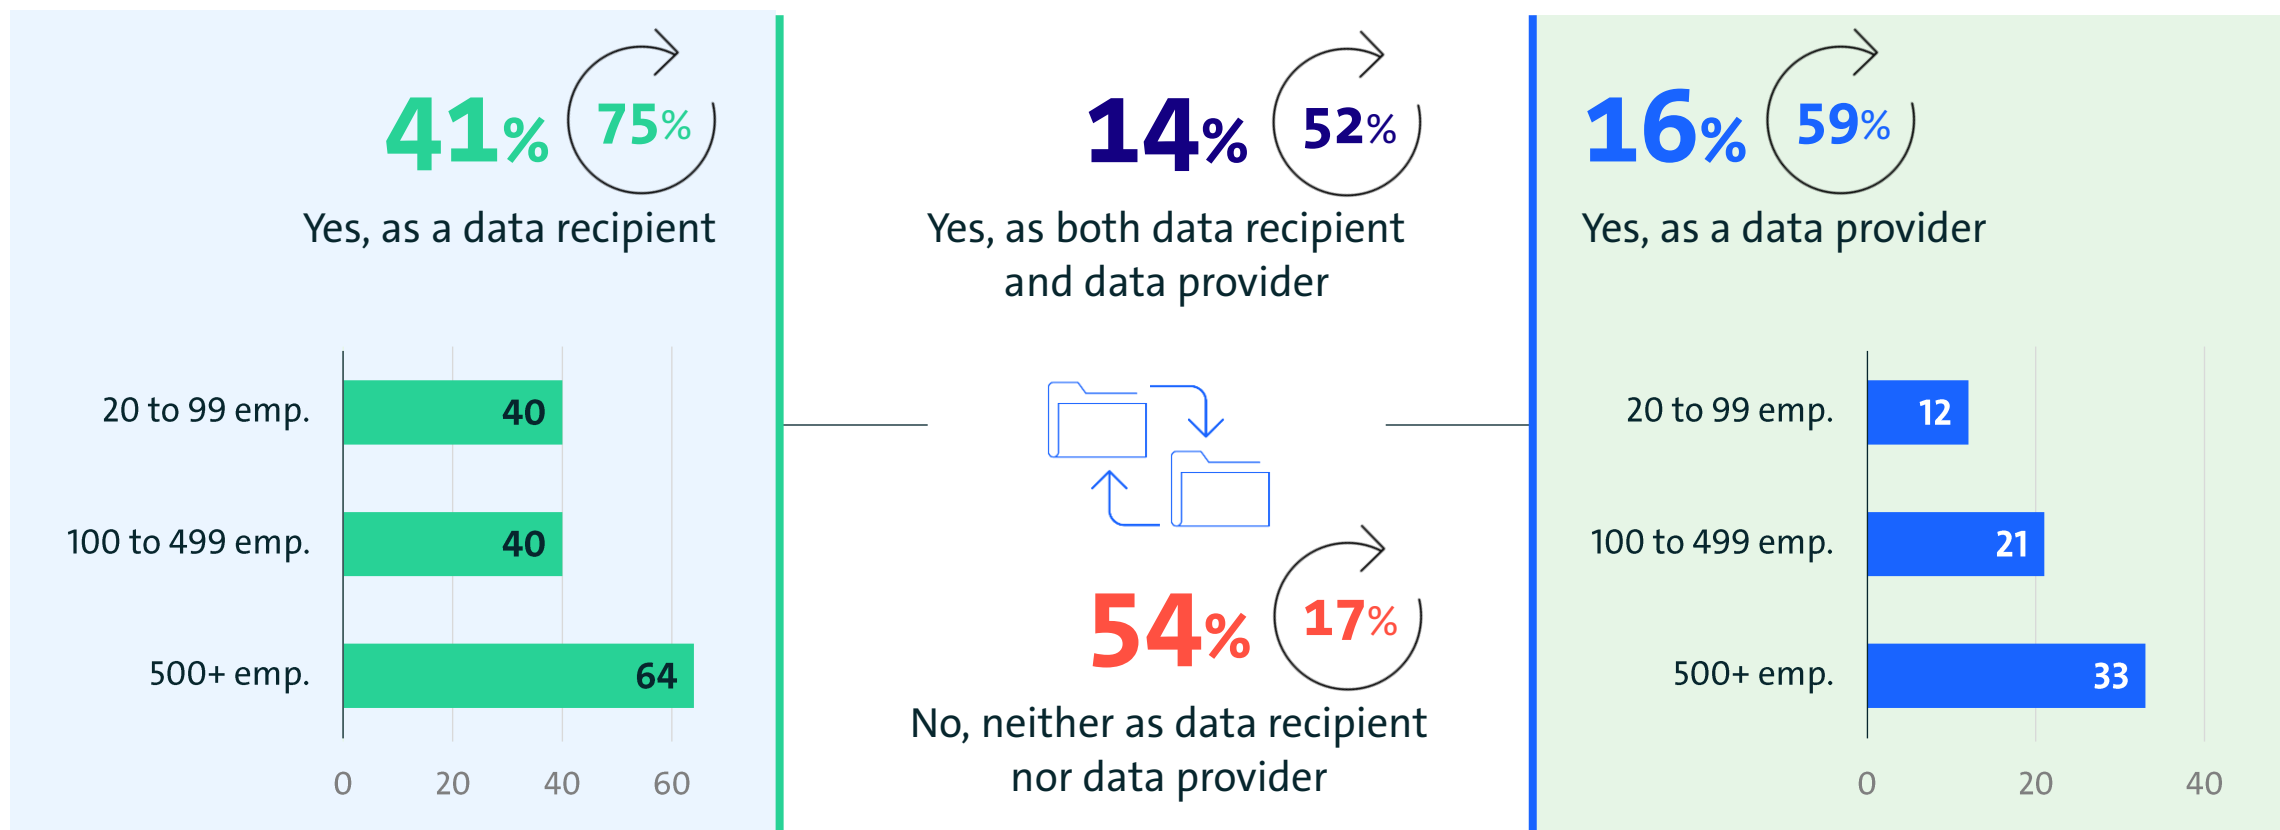 41% 75%
Yes, as a data recipient
20 to 99 emp. 40
100 to 499 emp. 40
500+ emp. 64
0 20 40 60
14% 52%
Yes, as both data recipient
and data provider
54% 17%
No, neither as data recipient
nor data provider
16% 59%
Yes, as a data provider
20 to 99 emp. 12
100 to 499 emp. 21
500+ emp. 33
0 20 40